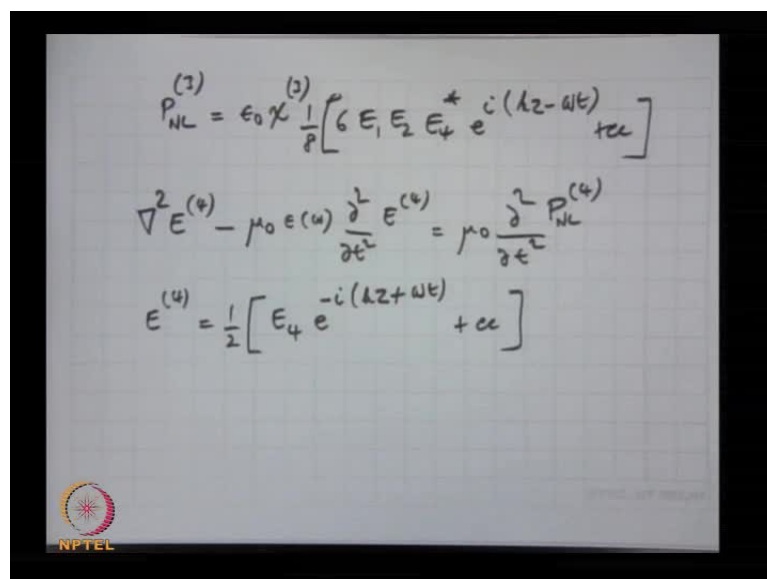 P_NL^(3) = ε₀ χ^(3) 1/8 [ 6 E₁ E₂ E₄* e^{i(kz-ωt)} +cc ]
∇² E^(4) - μ₀ ε(ω) ∂²/∂t² E^(4) = μ₀ ∂²/∂t² P_NL^(4)
E^(4) = 1/2 [ E₄ e^{-i(kz+ωt)} + cc ]
NPTEL